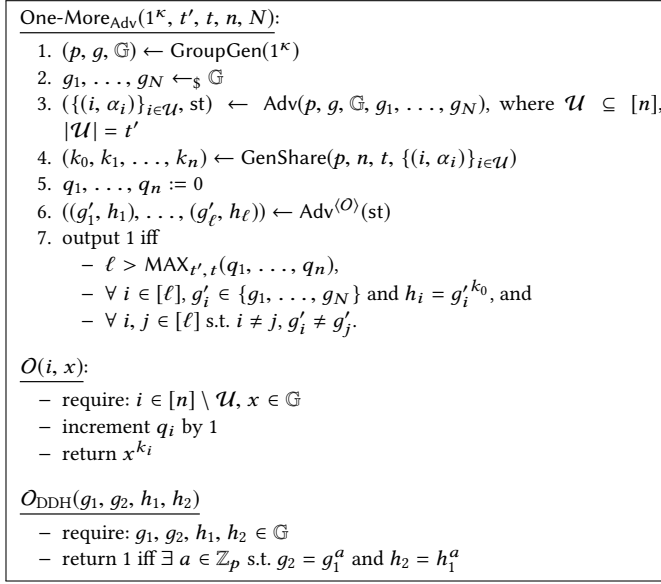 One-More_Adv(1^κ, t′, t, n, N):
1. (p, g, 𝔾) ← GroupGen(1^κ)
2. g_1, . . . , g_N ←_$ 𝔾
3. ({(i, α_i)}_{i∈𝒰}, st) ← Adv(p, g, 𝔾, g_1, . . . , g_N), where 𝒰 ⊆ [n],
|𝒰| = t′
4. (k_0, k_1, . . . , k_n) ← GenShare(p, n, t, {(i, α_i)}_{i∈𝒰})
5. q_1, . . . , q_n := 0
6. ((g′_1, h_1), . . . , (g′_ℓ, h_ℓ)) ← Adv^{⟨𝒪⟩}(st)
7. output 1 iff
– ℓ > MAX_{t′, t}(q_1, . . . , q_n),
– ∀ i ∈ [ℓ], g′_i ∈ {g_1, . . . , g_N} and h_i = g′_i^{k_0}, and
– ∀ i, j ∈ [ℓ] s.t. i ≠ j, g′_i ≠ g′_j.
𝒪(i, x):
– require: i ∈ [n] \ 𝒰, x ∈ 𝔾
– increment q_i by 1
– return x^{k_i}
𝒪_DDH(g_1, g_2, h_1, h_2)
– require: g_1, g_2, h_1, h_2 ∈ 𝔾
– return 1 iff ∃ a ∈ ℤ_p s.t. g_2 = g_1^a and h_2 = h_1^a